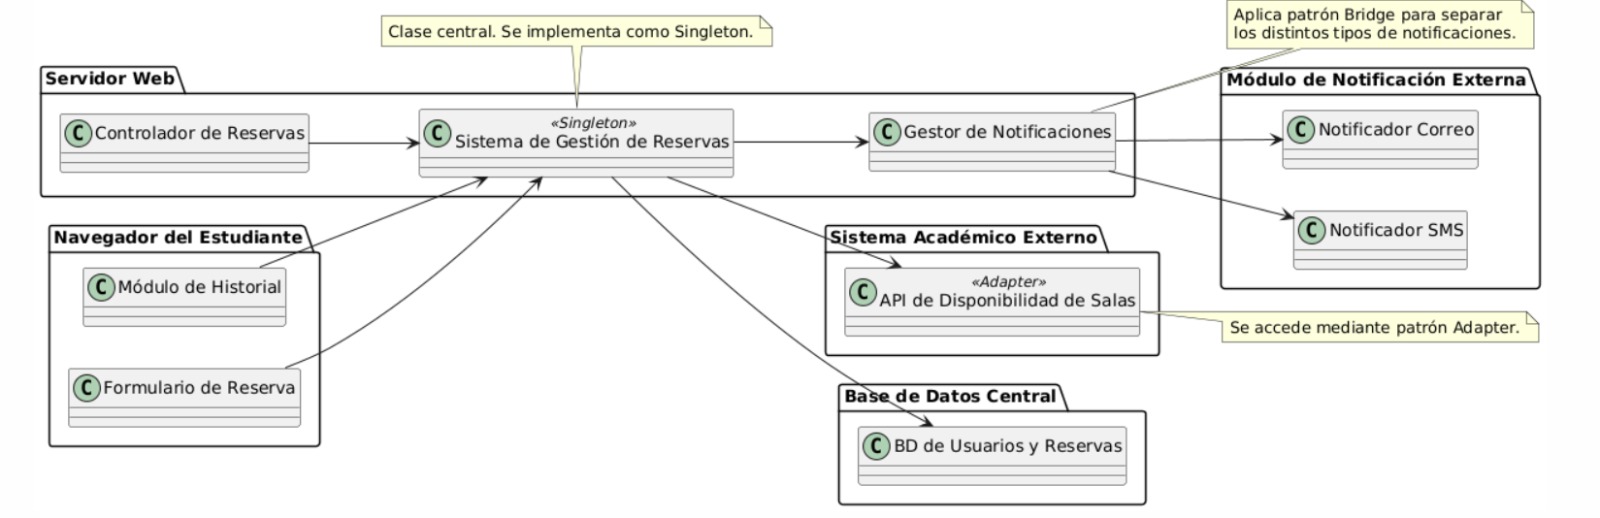 Clase central. Se implementa como Singleton.
Aplica patrón Bridge para separar
los distintos tipos de notificaciones.
Servidor Web
C Controlador de Reservas
«Singleton»
C Sistema de Gestión de Reservas
C Gestor de Notificaciones
Módulo de Notificación Externa
C Notificador Correo
C Notificador SMS
Navegador del Estudiante
C Módulo de Historial
C Formulario de Reserva
Sistema Académico Externo
«Adapter»
C API de Disponibilidad de Salas
Se accede mediante patrón Adapter.
Base de Datos Central
C BD de Usuarios y Reservas